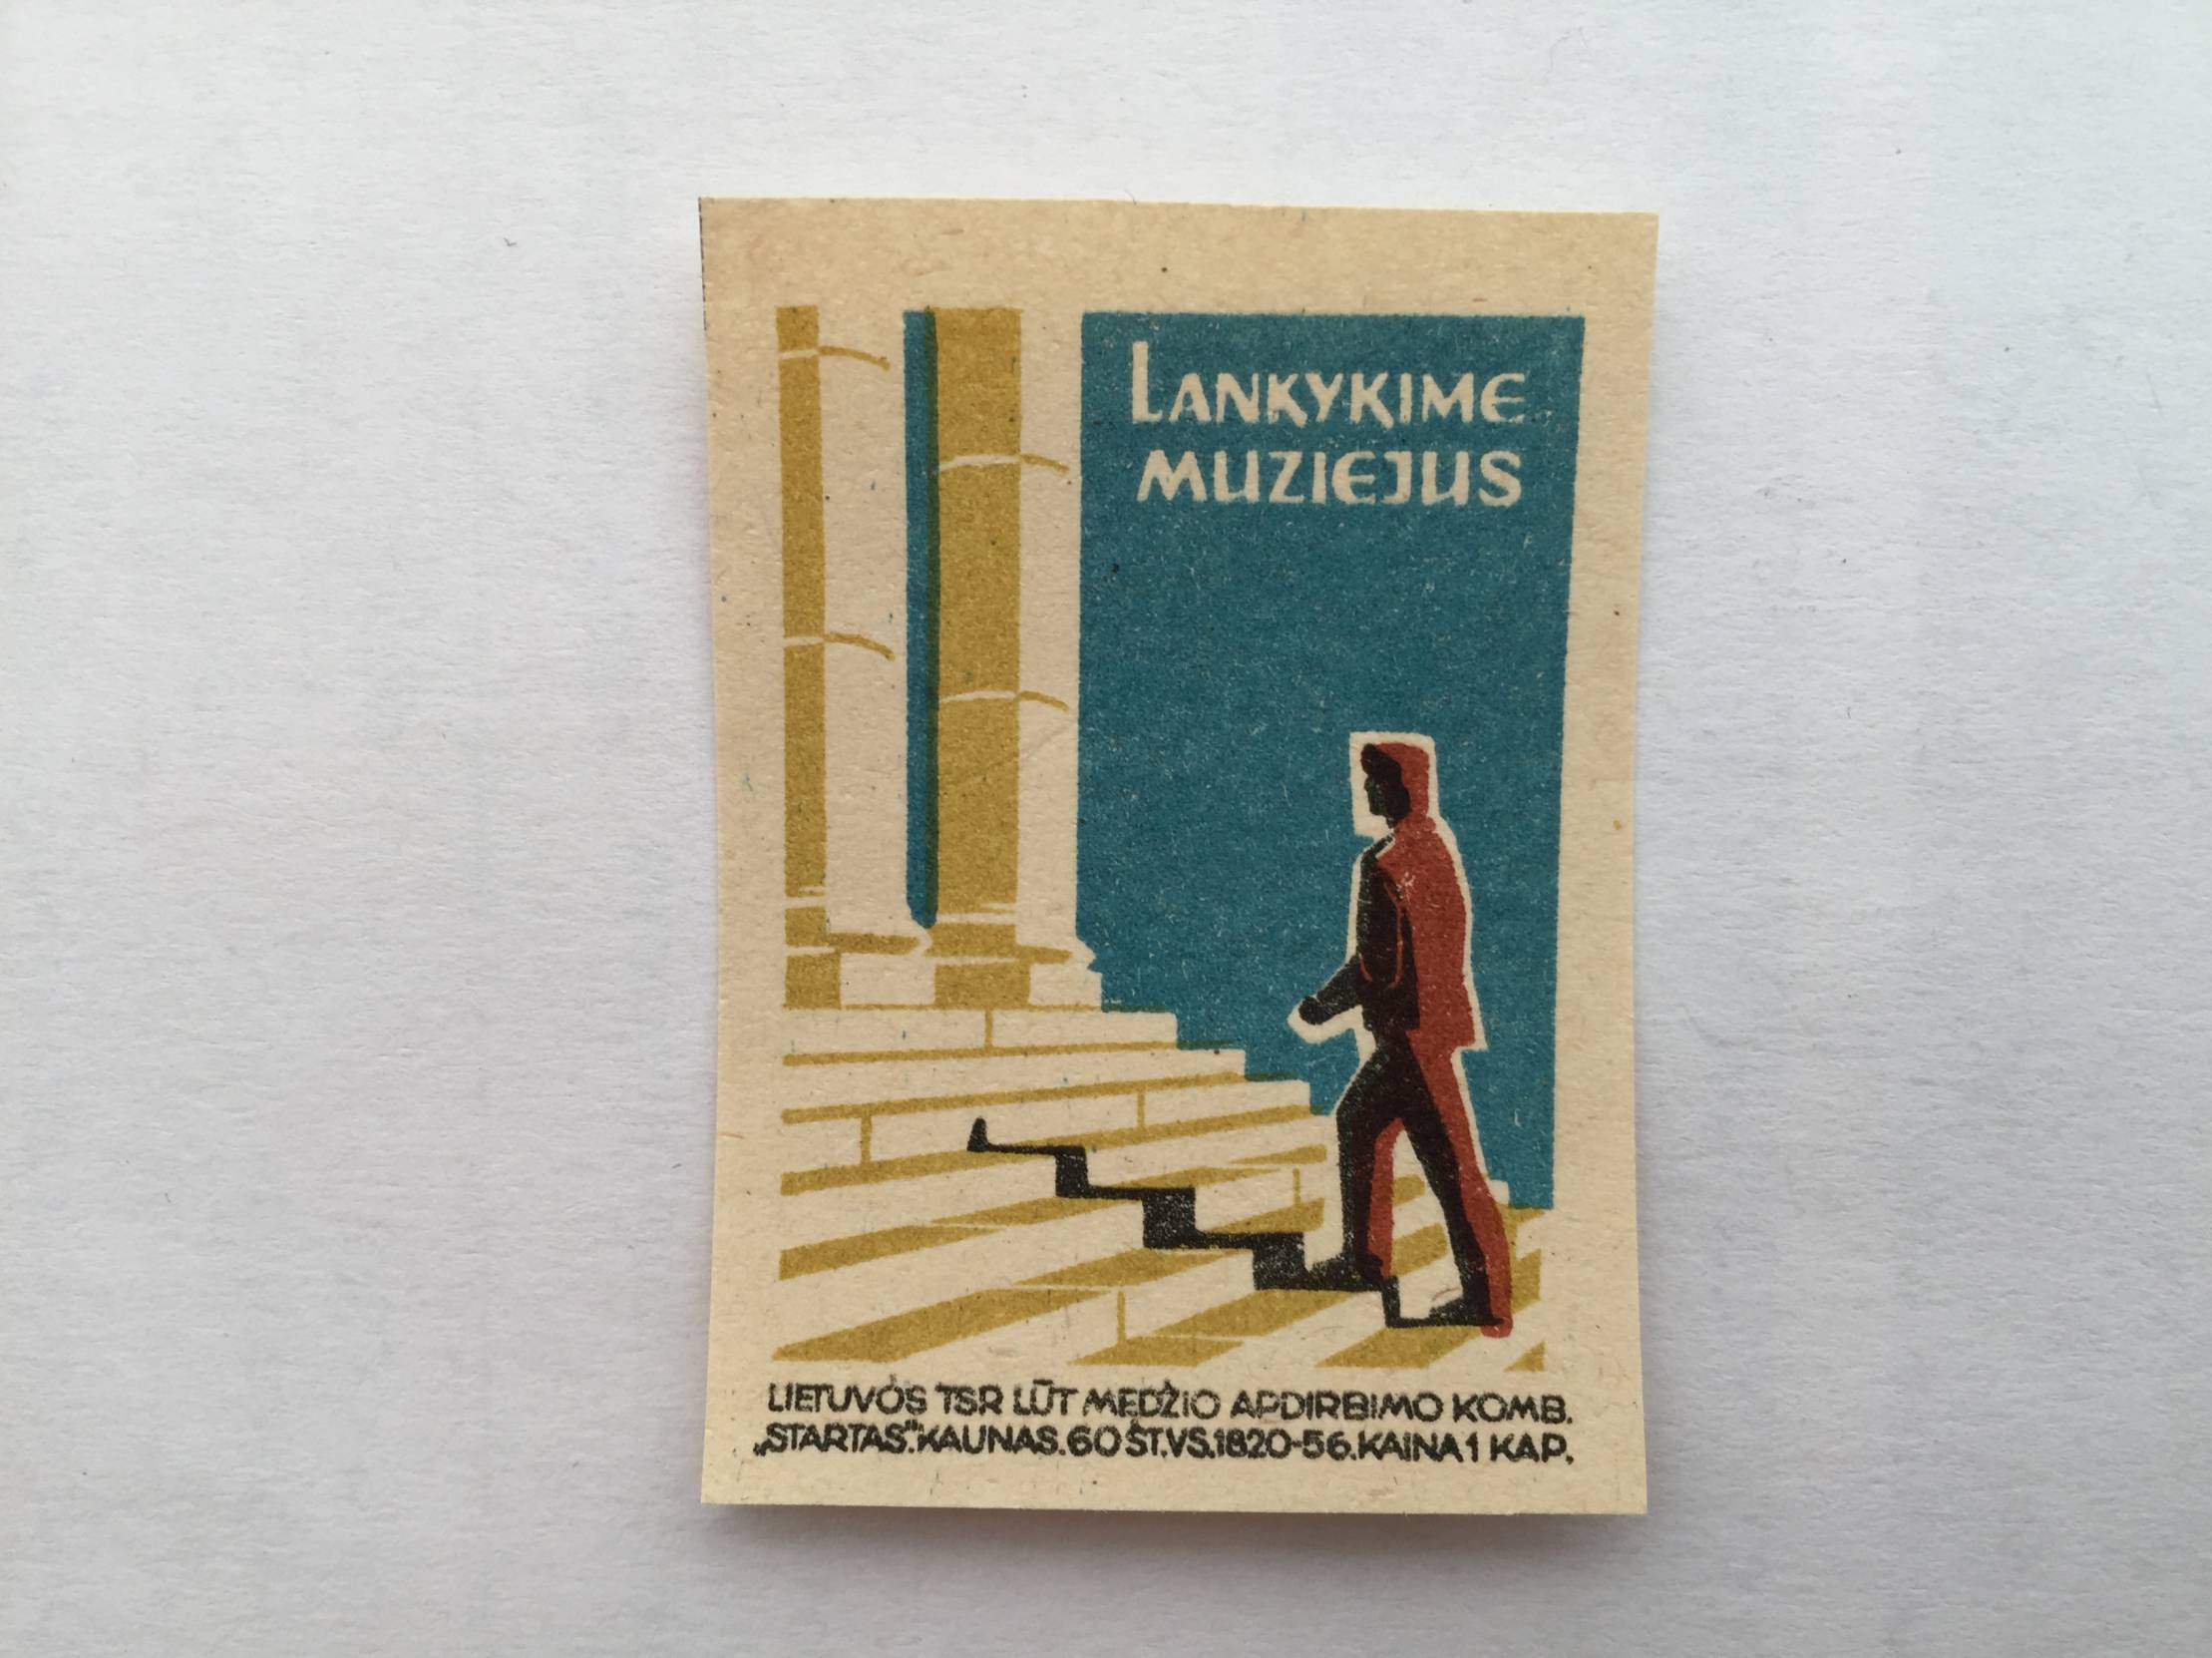 LANKYKIME
MUZIEJUS
LIETUVOS TSR LŪT MEDŽIO APDIRBIMO KOMB.
„STARTAS" KAUNAS. 60 ŠT. VS. 1820-56. KAINA 1 KAP.